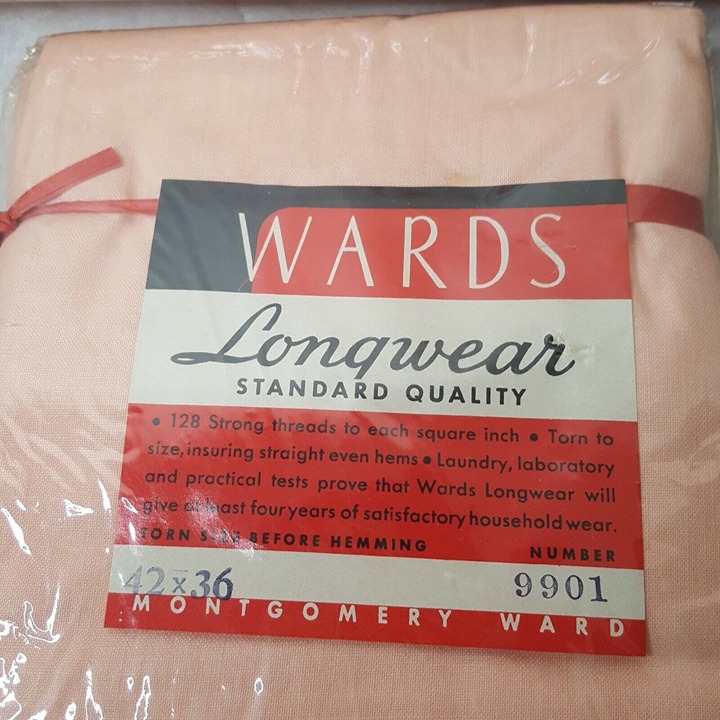 WARDS
Longwear
STANDARD QUALITY
• 128 Strong threads to each square inch • Torn to
size, insuring straight even hems • Laundry, laboratory
and practical tests prove that Wards Longwear will
give at least four years of satisfactory household wear.
TORN SIZE BEFORE HEMMING NUMBER
42x36 9901
MONTGOMERY WARD